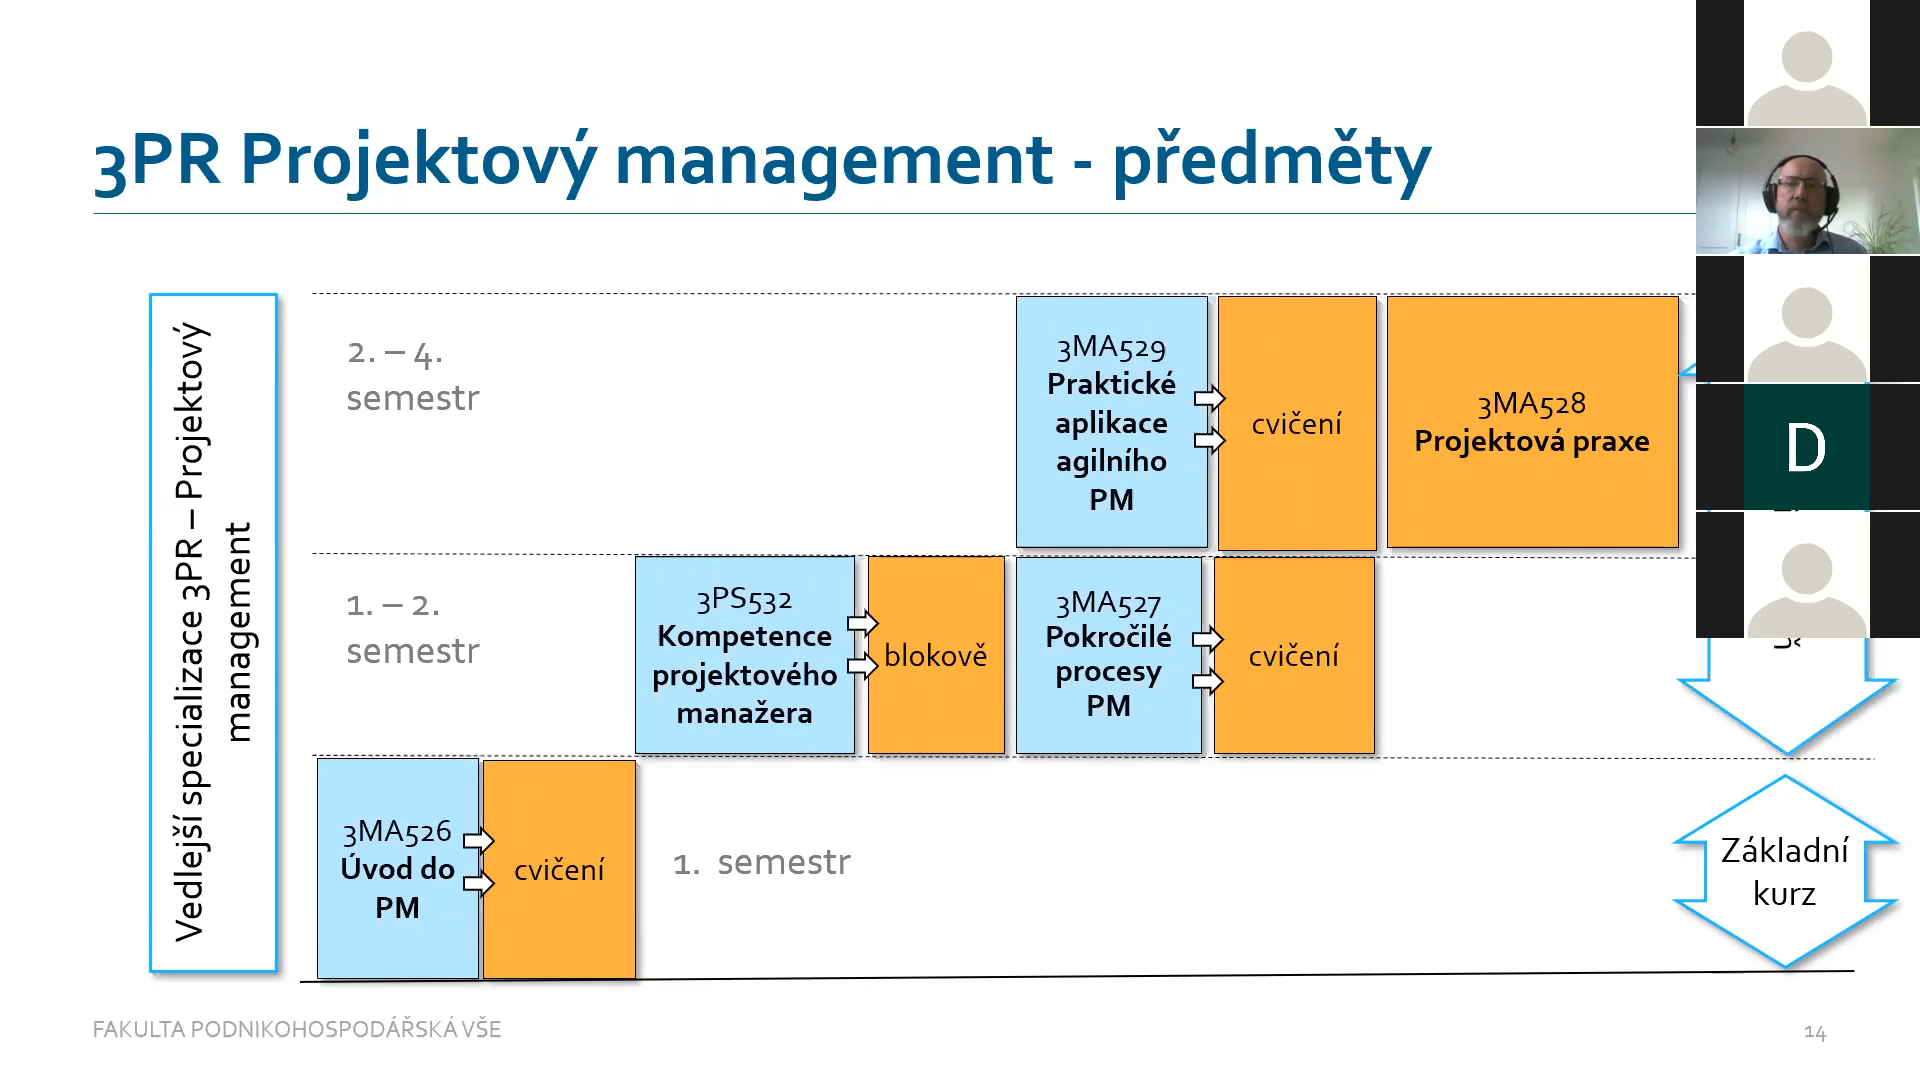 3PR Projektový management - předměty
Vedlejší specializace 3PR – Projektový
management
2. – 4.
semestr
3MA529
Praktické
aplikace
agilního
PM
cvičení
3MA528
Projektová praxe
D
1. – 2.
semestr
3PS532
Kompetence
projektového
manažera
blokově
3MA527
Pokročilé
procesy
PM
cvičení
3MA526
Úvod do
PM
cvičení
1. semestr
Základní
kurz
FAKULTA PODNIKOHOSPODÁŘSKÁ VŠE
14